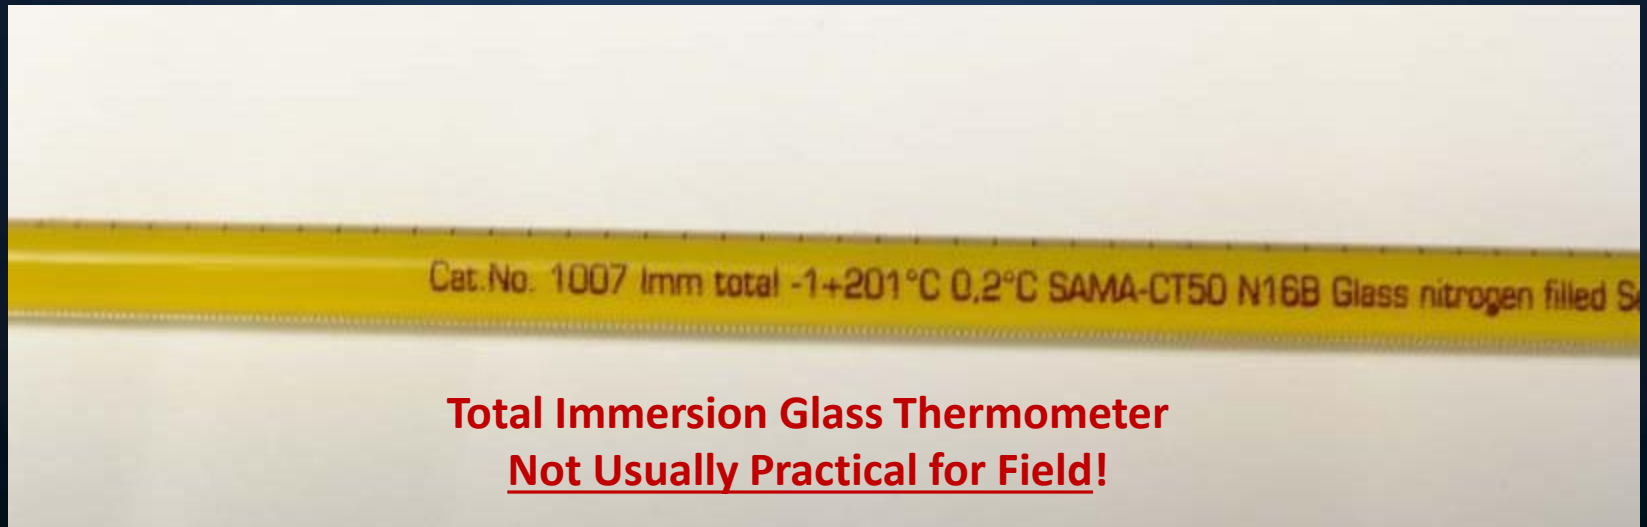 Cat.No. 1007 Imm total -1+201°C 0,2°C SAMA-CT50 N16B Glass nitrogen filled
Total Immersion Glass Thermometer
Not Usually Practical for Field!